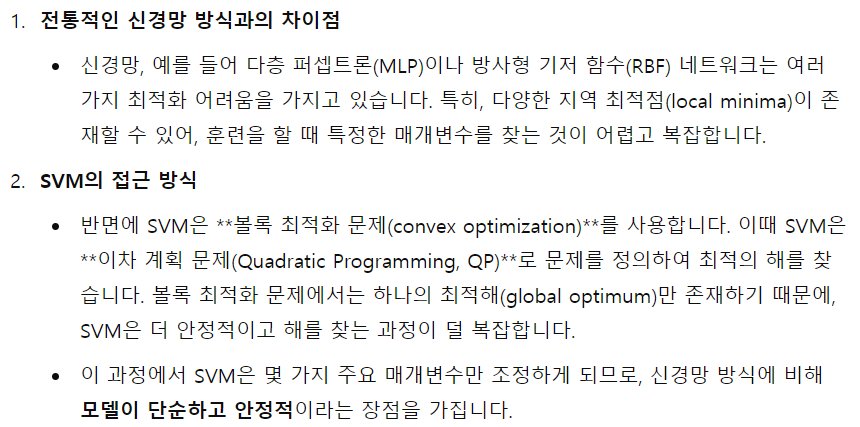 1. 전통적인 신경망 방식과의 차이점
• 신경망, 예를 들어 다층 퍼셉트론(MLP)이나 방사형 기저 함수(RBF) 네트워크는 여러
가지 최적화 어려움을 가지고 있습니다. 특히, 다양한 지역 최적점(local minima)이 존
재할 수 있어, 훈련을 할 때 특정한 매개변수를 찾는 것이 어렵고 복잡합니다.
2. SVM의 접근 방식
• 반면에 SVM은 **볼록 최적화 문제(convex optimization)**를 사용합니다. 이때 SVM은
**이차 계획 문제(Quadratic Programming, QP)**로 문제를 정의하여 최적의 해를 찾
습니다. 볼록 최적화 문제에서는 하나의 최적해(global optimum)만 존재하기 때문에,
SVM은 더 안정적이고 해를 찾는 과정이 덜 복잡합니다.
• 이 과정에서 SVM은 몇 가지 주요 매개변수만 조정하게 되므로, 신경망 방식에 비해
모델이 단순하고 안정적이라는 장점을 가집니다.